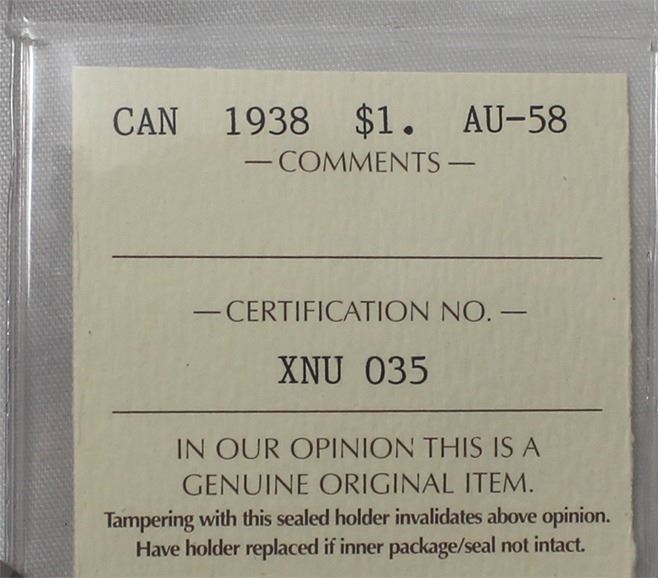 CAN 1938 $1. AU-58
— COMMENTS —
— CERTIFICATION NO. —
XNU 035
IN OUR OPINION THIS IS A
GENUINE ORIGINAL ITEM.
Tampering with this sealed holder invalidates above opinion.
Have holder replaced if inner package/seal not intact.